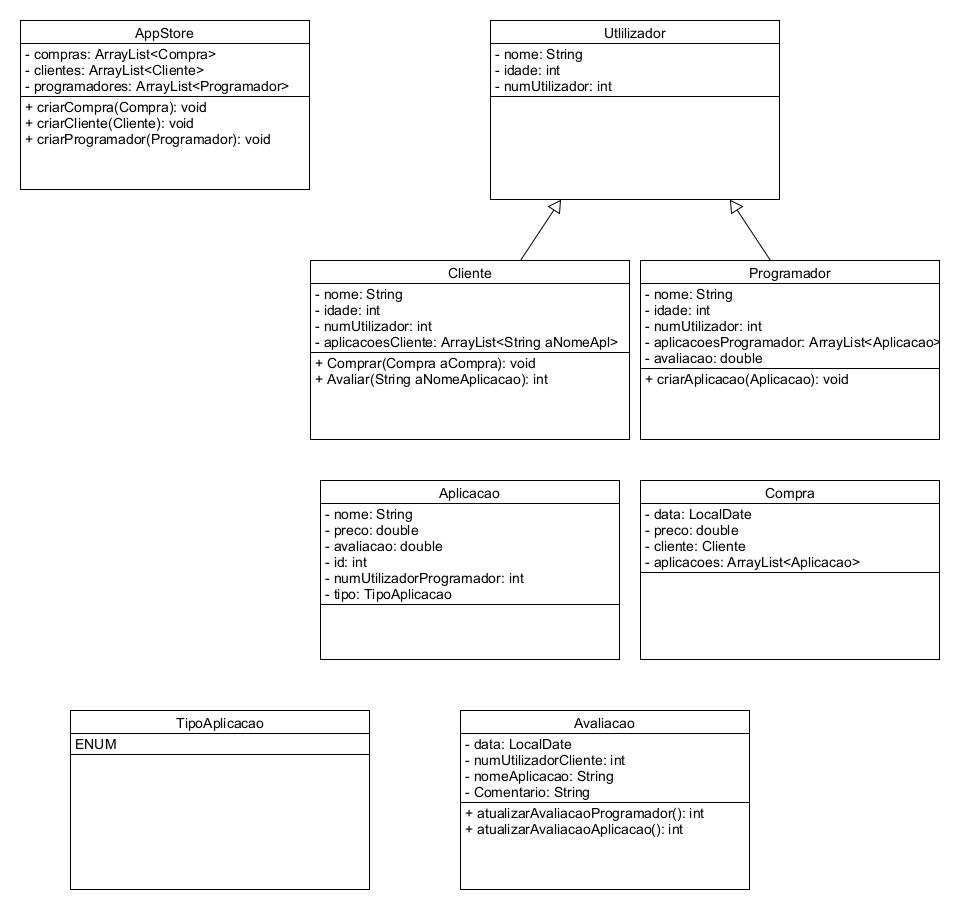 AppStore
- compras: ArrayList<Compra>
- clientes: ArrayList<Cliente>
- programadores: ArrayList<Programador>
+ criarCompra(Compra): void
+ criarCliente(Cliente): void
+ criarProgramador(Programador): void
Utlilizador
- nome: String
- idade: int
- numUtilizador: int
Cliente
- nome: String
- idade: int
- numUtilizador: int
- aplicacoesCliente: ArrayList<String aNomeApl>
+ Comprar(Compra aCompra): void
+ Avaliar(String aNomeAplicacao): int
Programador
- nome: String
- idade: int
- numUtilizador: int
- aplicacoesProgramador: ArrayList<Aplicacao>
- avaliacao: double
+ criarAplicacao(Aplicacao): void
Aplicacao
- nome: String
- preco: double
- avaliacao: double
- id: int
- numUtilizadorProgramador: int
- tipo: TipoAplicacao
Compra
- data: LocalDate
- preco: double
- cliente: Cliente
- aplicacoes: ArrayList<Aplicacao>
TipoAplicacao
ENUM
Avaliacao
- data: LocalDate
- numUtilizadorCliente: int
- nomeAplicacao: String
- Comentario: String
+ atualizarAvaliacaoProgramador(): int
+ atualizarAvaliacaoAplicacao(): int